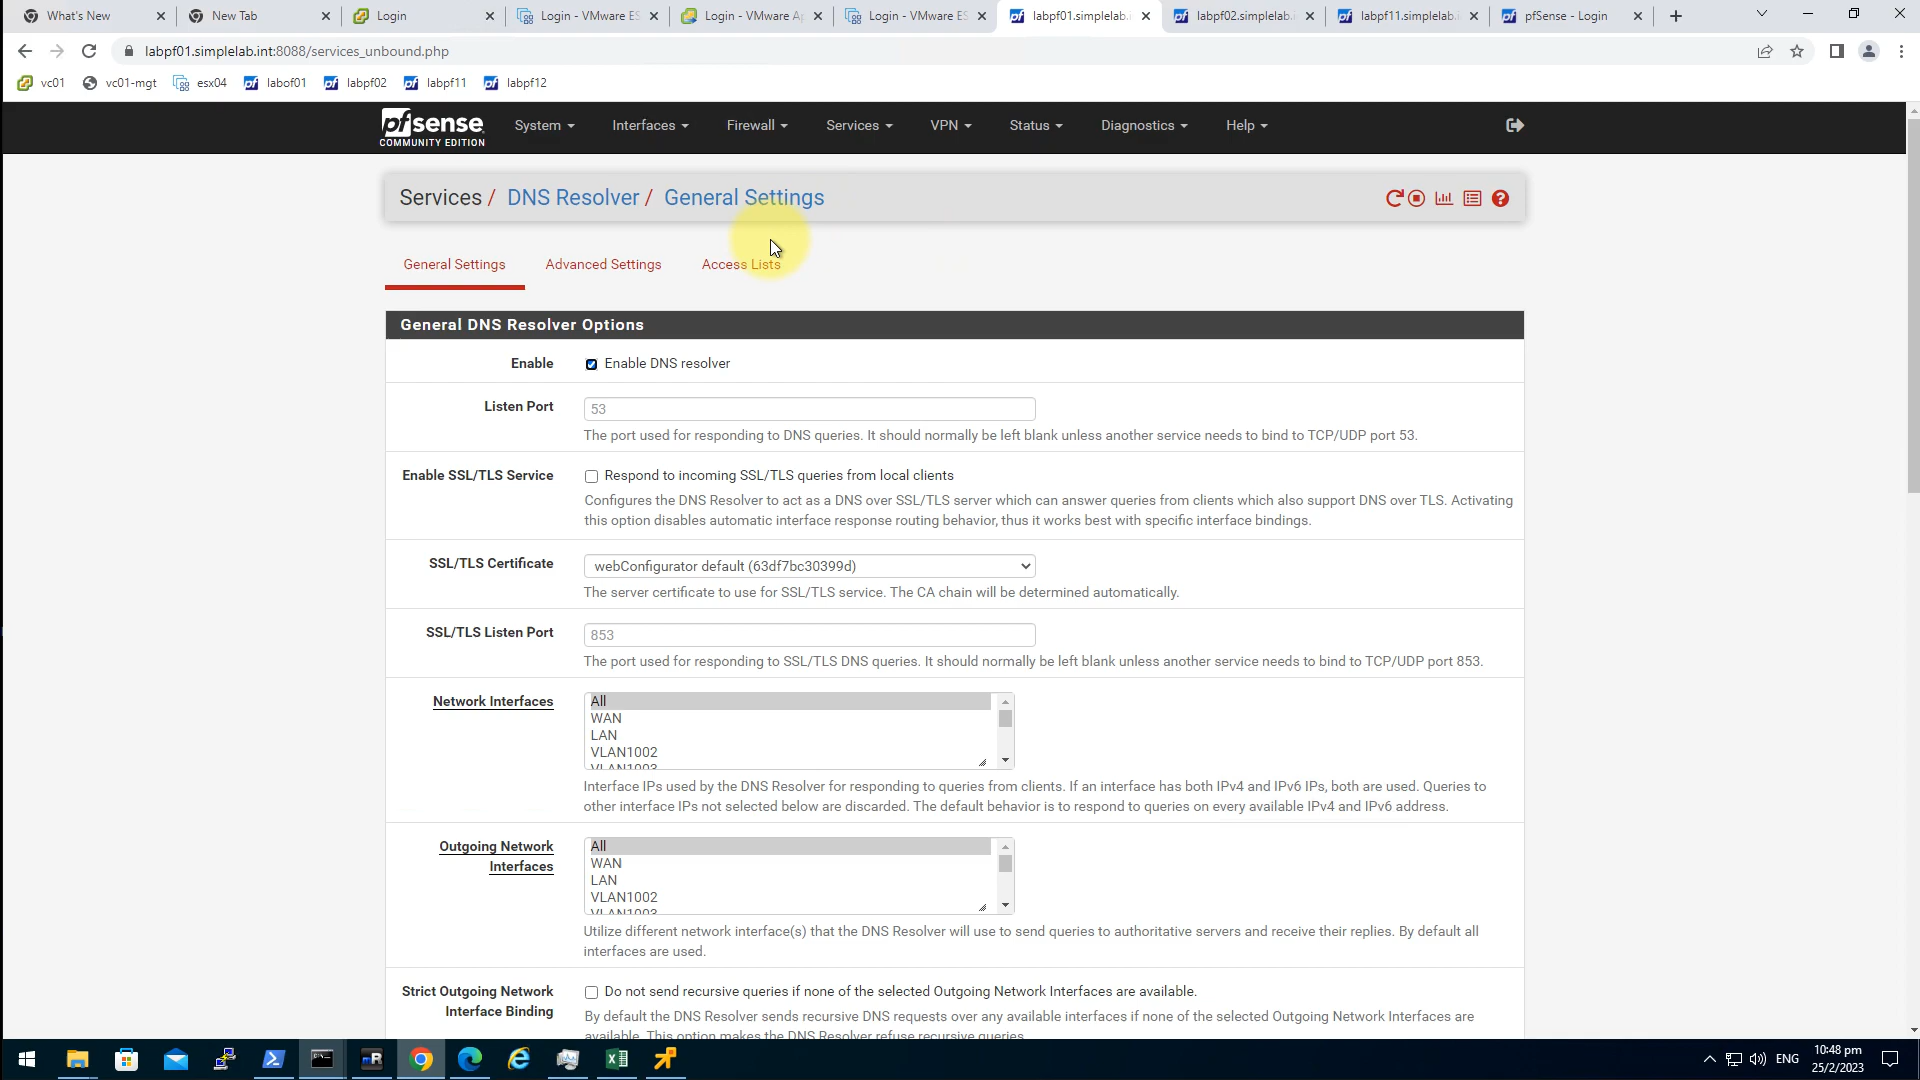 What's New
New Tab
Login
Login - VMware ES
Login - VMware Ap
Login - VMware ES
labpf01.simplelab.i
labpf02.simplelab.
labpf11.simplelab.
pfSense - Login
labpf01.simplelab.int:8088/services_unbound.php
vc01
vc01-mgt
esx04
labof01
labpf02
labpf11
labpf12
pfsense
COMMUNITY EDITION
System
Interfaces
Firewall
Services
VPN
Status
Diagnostics
Help
Services / DNS Resolver / General Settings
General Settings
Advanced Settings
Access Lists
General DNS Resolver Options
Enable
Enable DNS resolver
Listen Port
53
The port used for responding to DNS queries. It should normally be left blank unless another service needs to bind to TCP/UDP port 53.
Enable SSL/TLS Service
Respond to incoming SSL/TLS queries from local clients
Configures the DNS Resolver to act as a DNS over SSL/TLS server which can answer queries from clients which also support DNS over TLS. Activating
this option disables automatic interface response routing behavior, thus it works best with specific interface bindings.
SSL/TLS Certificate
webConfigurator default (63df7bc30399d)
The server certificate to use for SSL/TLS service. The CA chain will be determined automatically.
SSL/TLS Listen Port
853
The port used for responding to SSL/TLS DNS queries. It should normally be left blank unless another service needs to bind to TCP/UDP port 853.
Network Interfaces
All
WAN
LAN
VLAN1002
VLAN1003
Interface IPs used by the DNS Resolver for responding to queries from clients. If an interface has both IPv4 and IPv6 IPs, both are used. Queries to
other interface IPs not selected below are discarded. The default behavior is to respond to queries on every available IPv4 and IPv6 address.
Outgoing Network
Interfaces
All
WAN
LAN
VLAN1002
VLAN1003
Utilize different network interface(s) that the DNS Resolver will use to send queries to authoritative servers and receive their replies. By default all
interfaces are used.
Strict Outgoing Network
Interface Binding
Do not send recursive queries if none of the selected Outgoing Network Interfaces are available.
By default the DNS Resolver sends recursive DNS requests over any available interfaces if none of the selected Outgoing Network Interfaces are
available. This option makes the DNS Resolver refuse recursive queries.
ENG
10:48 pm
25/2/2023